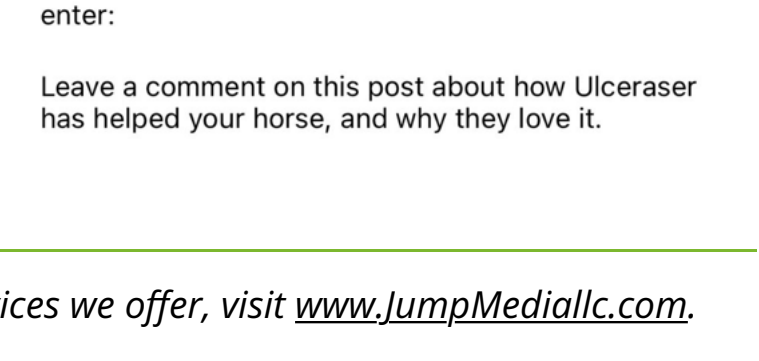 enter:
Leave a comment on this post about how Ulceraser
has helped your horse, and why they love it.
ices we offer, visit www.JumpMediallc.com.